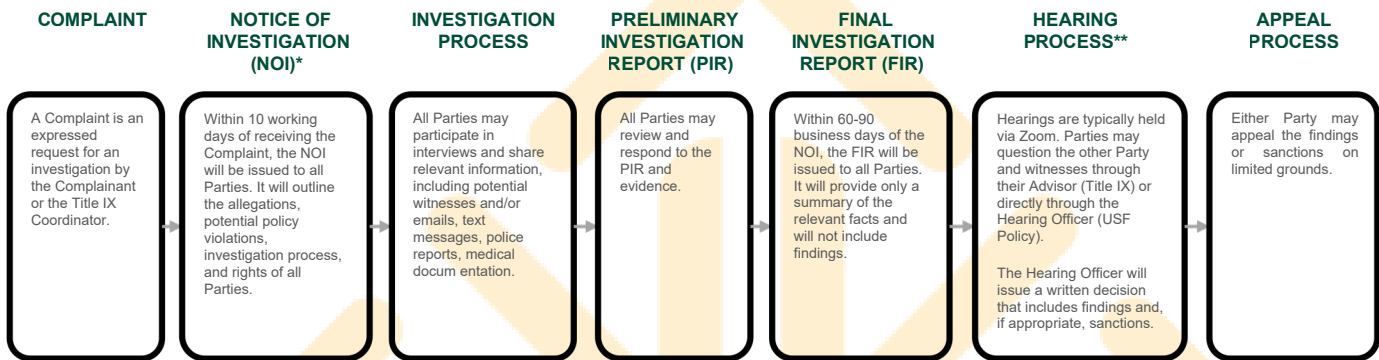 COMPLAINT
NOTICE OF
INVESTIGATION
(NOI)*
INVESTIGATION
PROCESS
PRELIMINARY
INVESTIGATION
REPORT (PIR)
FINAL
INVESTIGATION
REPORT (FIR)
HEARING
PROCESS**
APPEAL
PROCESS
A Complaint is an
expressed
request for an
investigation by
the Complainant
or the Title IX
Coordinator.
Within 10 working
days of receiving the
Complaint, the NOI
will be issued to all
Parties. It will outline
the allegations,
potential policy
violations,
investigation process,
and rights of all
Parties.
All Parties may
participate in
interviews and share
relevant information,
including potential
witnesses and/or
emails, text
messages, police
reports, medical
docum entation.
All Parties may
review and
respond to the
PIR and
evidence.
Within 60-90
business days of the
NOI, the FIR will be
issued to all Parties.
It will provide only a
summary of the
relevant facts and
will not include
findings.
Hearings are typically held
via Zoom. Parties may
question the other Party
and witnesses through
their Advisor (Title IX) or
directly through the
Hearing Officer (USF
Policy).
The Hearing Officer will
issue a written decision
that includes findings and,
if appropriate, sanctions.
Either Party may
appeal the findings
or sanctions on
limited grounds.